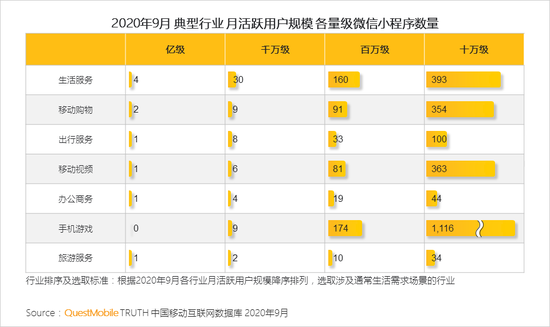 2020年9月 典型行业 月活跃用户规模 各量级微信小程序数量
亿级 千万级 百万级 十万级
生活服务 4 30 160 393
移动购物 2 9 91 354
出行服务 1 8 33 100
移动视频 1 6 81 363
办公商务 1 4 19 44
手机游戏 0 9 174 1,116
旅游服务 1 2 10 34
行业排序及选取标准：根据2020年9月各行业月活跃用户规模降序排列，选取涉及通常生活需求场景的行业
Source：QuestMobile TRUTH 中国移动互联网数据库 2020年9月